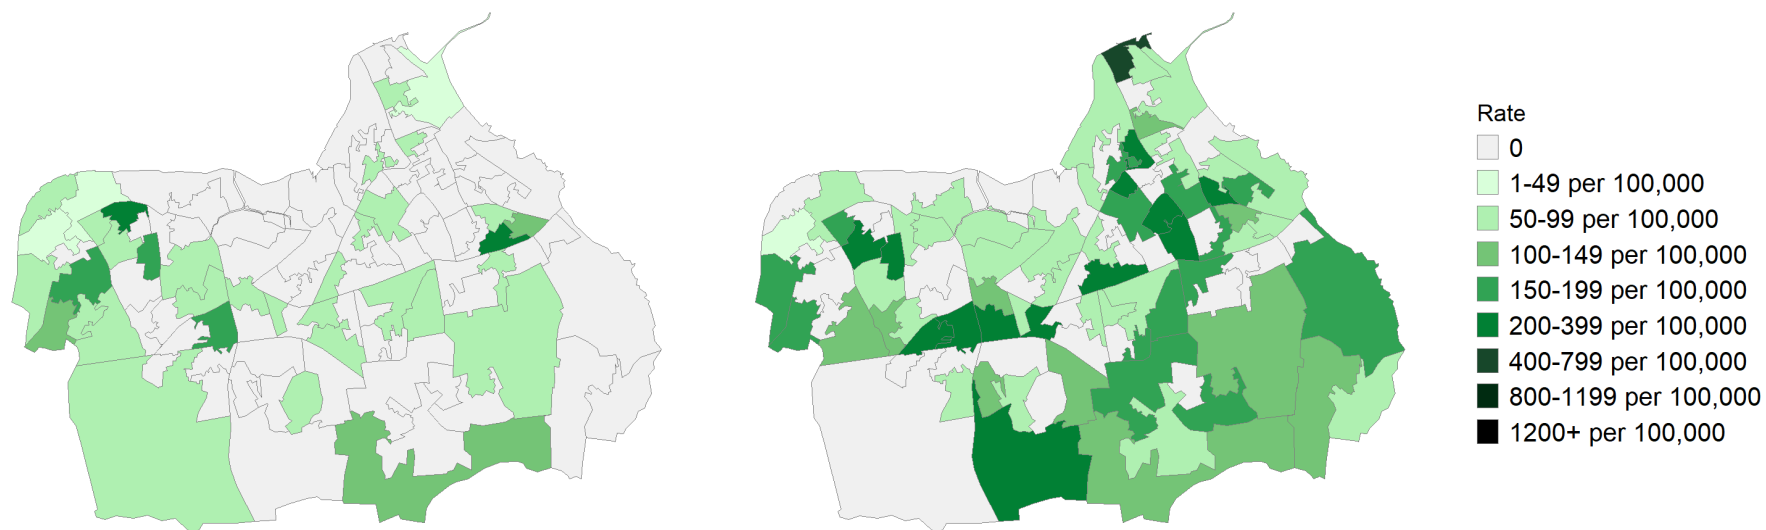 Rate
0
1-49 per 100,000
50-99 per 100,000
100-149 per 100,000
150-199 per 100,000
200-399 per 100,000
400-799 per 100,000
800-1199 per 100,000
1200+ per 100,000